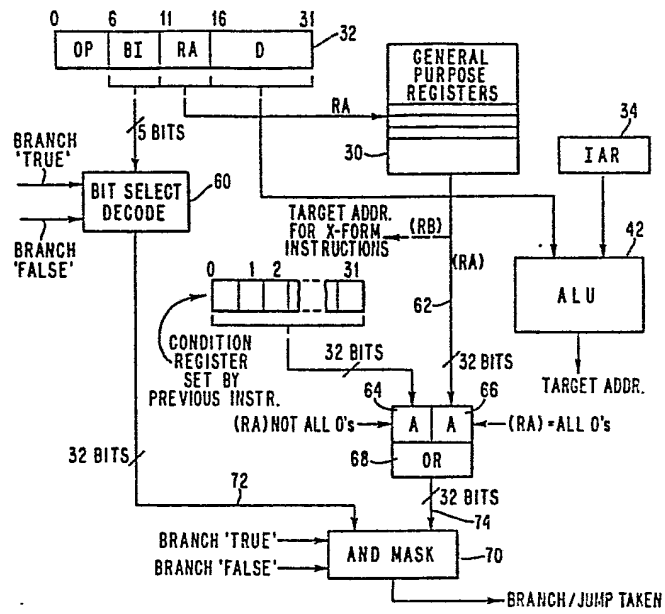 0 6 11 16 31
OP BI RA D
32
GENERAL
PURPOSE
REGISTERS
RA
30
5 BITS
BRANCH
'TRUE'
BIT SELECT
DECODE
60
BRANCH
'FALSE'
34
IAR
TARGET ADDR.
FOR X-FORM
INSTRUCTIONS
(RB)
(RA)
42
ALU
0 1 2 31
62
CONDITION
REGISTER
SET BY
PREVIOUS INSTR.
32 BITS
32 BITS
TARGET ADDR.
64
66
(RA) NOT ALL 0's
A A
(RA) = ALL 0's
68
OR
32 BITS
72
32 BITS
74
BRANCH 'TRUE'
BRANCH 'FALSE'
AND MASK
70
BRANCH/JUMP TAKEN